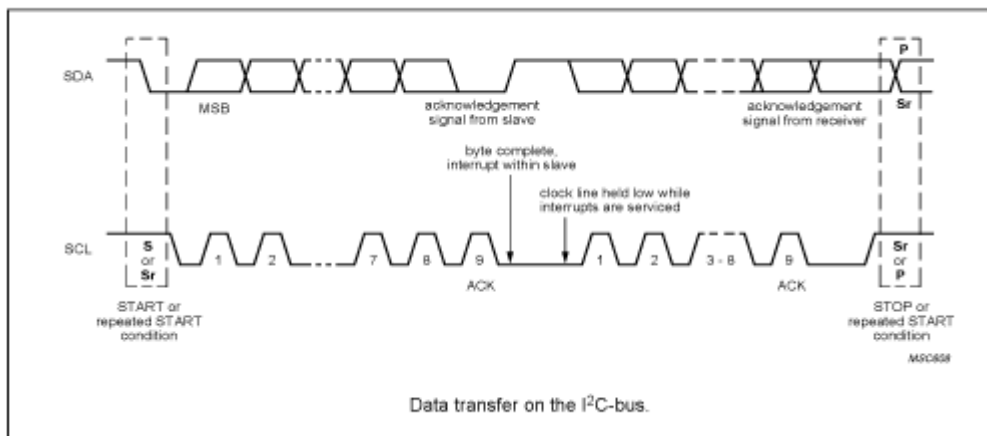 P
SDA
MSB
acknowledgement
signal from slave
acknowledgement
signal from receiver
Sr
byte complete,
interrupt within slave
clock line held low while
interrupts are serviced
SCL
S
or
Sr
1 2 7 8 9 1 2 3 - 8 9
Sr
or
P
ACK ACK
START or
repeated START
condition
STOP or
repeated START
condition
MSC608
Data transfer on the I²C-bus.